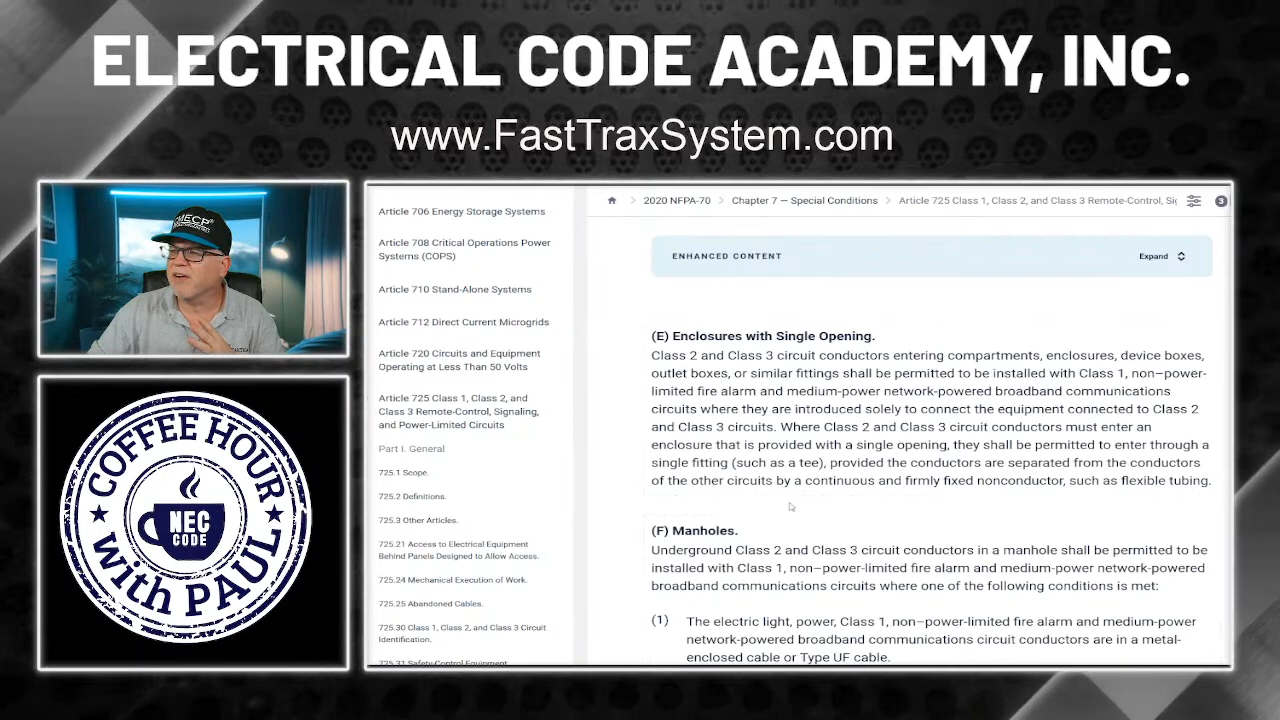 ELECTRICAL CODE ACADEMY, INC.
www.FastTraxSystem.com
MECP®
COFFEE HOUR
NEC
CODE
with PAUL
Article 706 Energy Storage Systems
Article 708 Critical Operations Power
Systems (COPS)
Article 710 Stand-Alone Systems
Article 712 Direct Current Microgrids
Article 720 Circuits and Equipment
Operating at Less Than 50 Volts
Article 725 Class 1, Class 2, and
Class 3 Remote-Control, Signaling,
and Power-Limited Circuits
Part I. General
725.1 Scope.
725.2 Definitions.
725.3 Other Articles.
725.21 Access to Electrical Equipment
Behind Panels Designed to Allow Access.
725.24 Mechanical Execution of Work.
725.25 Abandoned Cables.
725.30 Class 1, Class 2, and Class 3 Circuit
Identification.
725.31 Safety-Control Equipment
2020 NFPA-70 > Chapter 7 — Special Conditions > Article 725 Class 1, Class 2, and Class 3 Remote-Control, Si
3
ENHANCED CONTENT Expand
(E) Enclosures with Single Opening.
Class 2 and Class 3 circuit conductors entering compartments, enclosures, device boxes,
outlet boxes, or similar fittings shall be permitted to be installed with Class 1, non–power-
limited fire alarm and medium-power network-powered broadband communications
circuits where they are introduced solely to connect the equipment connected to Class 2
and Class 3 circuits. Where Class 2 and Class 3 circuit conductors must enter an
enclosure that is provided with a single opening, they shall be permitted to enter through a
single fitting (such as a tee), provided the conductors are separated from the conductors
of the other circuits by a continuous and firmly fixed nonconductor, such as flexible tubing.
(F) Manholes.
Underground Class 2 and Class 3 circuit conductors in a manhole shall be permitted to be
installed with Class 1, non–power-limited fire alarm and medium-power network-powered
broadband communications circuits where one of the following conditions is met:
(1) The electric light, power, Class 1, non–power-limited fire alarm and medium-power
network-powered broadband communications circuit conductors are in a metal-
enclosed cable or Type UF cable.